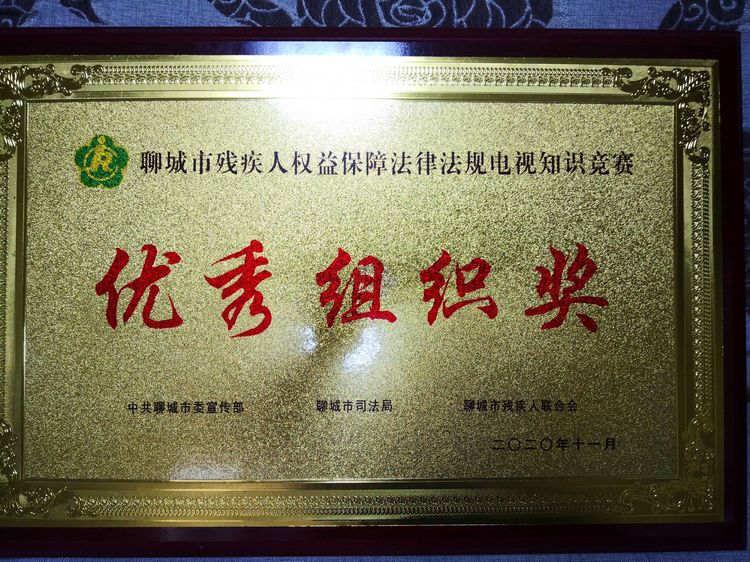 聊城市残疾人权益保障法律法规电视知识竞赛
优秀组织奖
中共聊城市委宣传部 聊城市司法局 聊城市残疾人联合会
二〇二〇年十一月